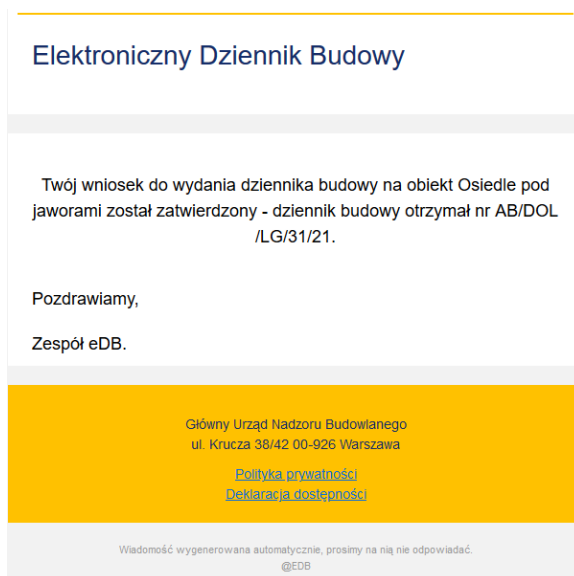 Elektroniczny Dziennik Budowy
Twój wniosek do wydania dziennika budowy na obiekt Osiedle pod
jaworami został zatwierdzony - dziennik budowy otrzymał nr AB/DOL
/LG/31/21.
Pozdrawiamy,
Zespół eDB.
Główny Urząd Nadzoru Budowlanego
ul. Krucza 38/42 00-926 Warszawa
Polityka prywatności
Deklaracja dostępności
Wiadomość wygenerowana automatycznie, prosimy na nią nie odpowiadać.
@EDB